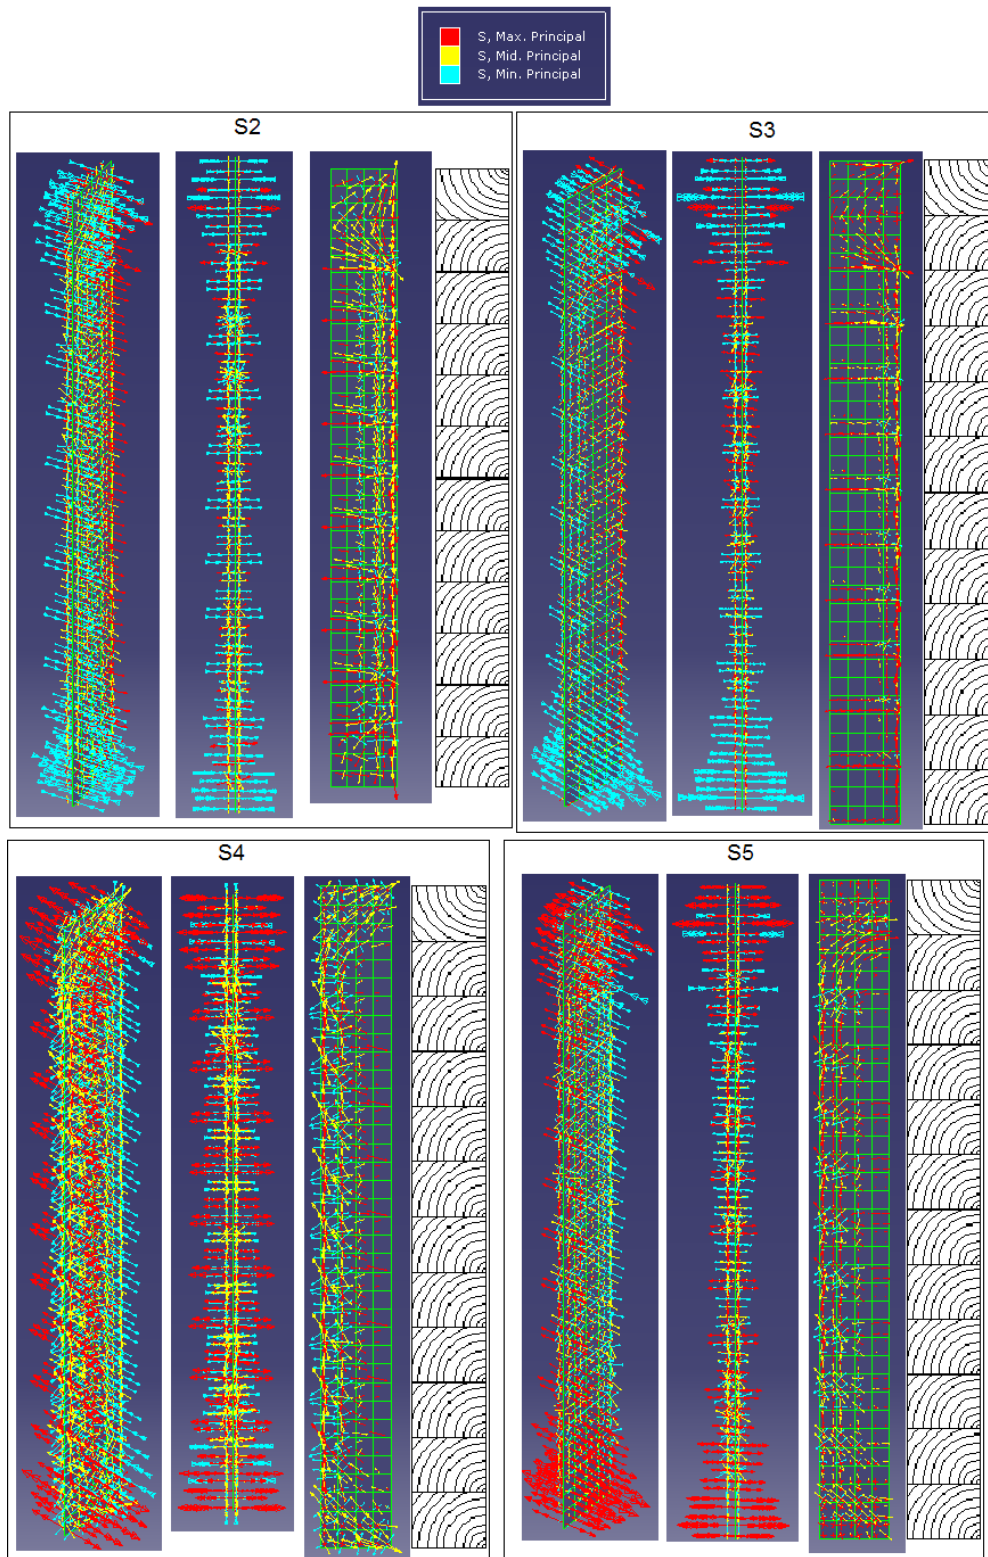 S, Max. Principal
S, Mid. Principal
S, Min. Principal
S2
S3
S4
S5